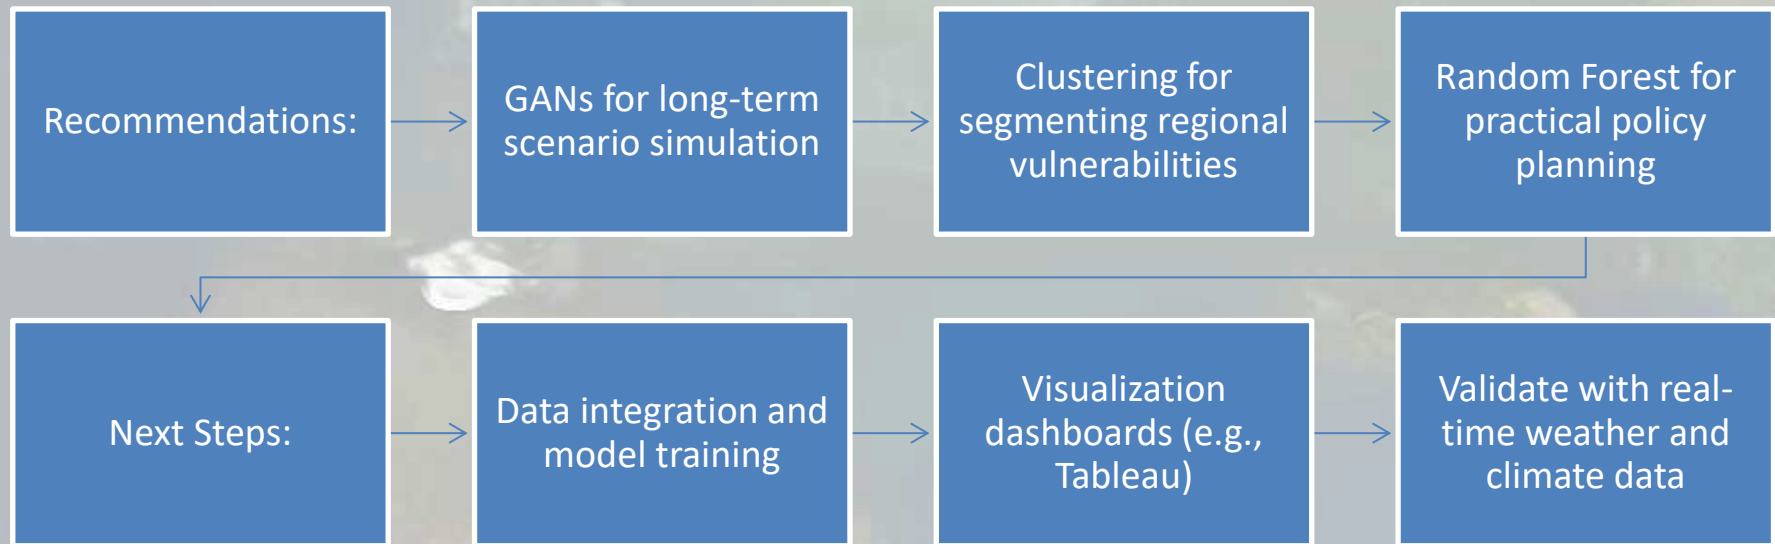 Recommendations:
GANs for long-term
scenario simulation
Clustering for
segmenting regional
vulnerabilities
Random Forest for
practical policy
planning
Next Steps:
Data integration and
model training
Visualization
dashboards (e.g.,
Tableau)
Validate with real-
time weather and
climate data